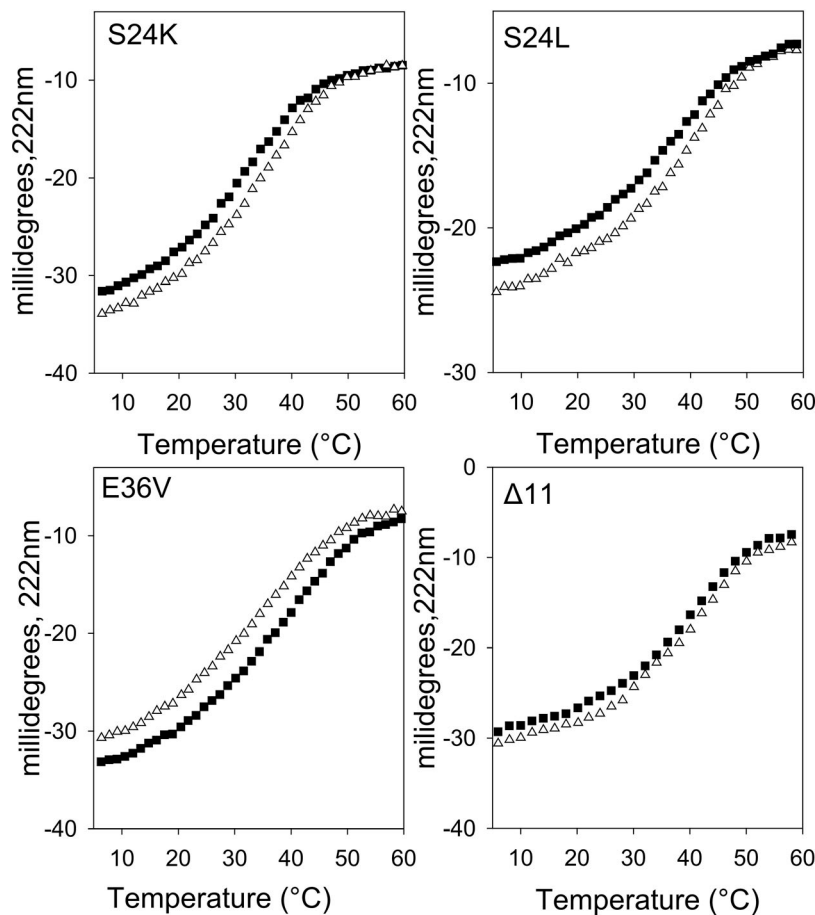 S24K
-10
-20
-30
-40
millidegrees,222nm
10 20 30 40 50 60
Temperature (°C)
S24L
-10
-20
-30
millidegrees,222nm
10 20 30 40 50 60
Temperature (°C)
E36V
-10
-20
-30
-40
millidegrees, 222nm
10 20 30 40 50 60
Temperature (°C)
Δ11
0
-10
-20
-30
-40
milidegrees,222nm
10 20 30 40 50 60
Temperature (°C)